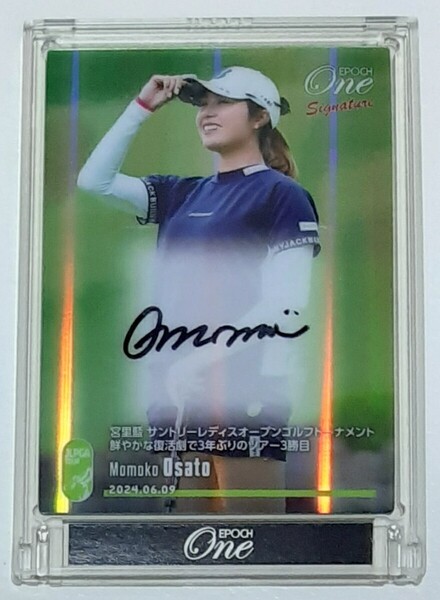 EPOCH
One
Signature
JACKBUNNY
Omomoü
宮里藍 サントリーレディスオープンゴルフトーナメント
鮮やかな復活劇で3年ぶりのツアー3勝目
JLPGA
Momoko Osato
2024.06.09
EPOCH
One